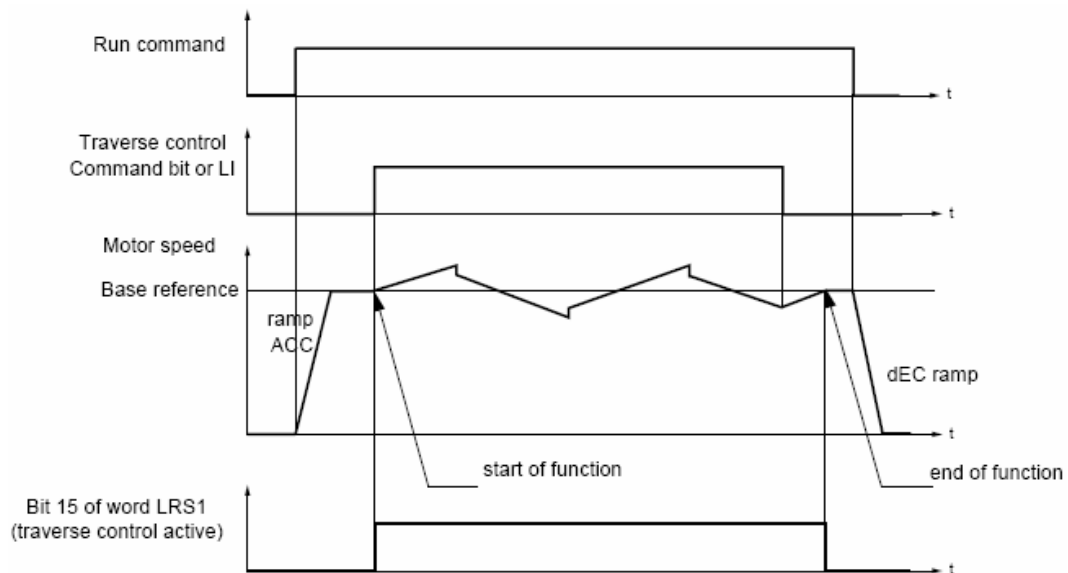 Run command
t
Traverse control
Command bit or LI
t
Motor speed
Base reference
ramp
ACC
dEC ramp
t
start of function
end of function
Bit 15 of word LRS1
(traverse control active)
t